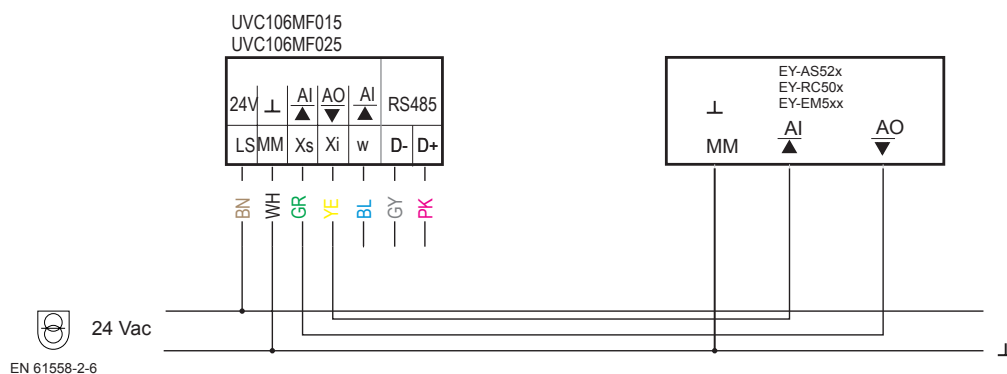 UVC106MF015
UVC106MF025
24V ⊥ AI AO AI RS485
LS MM Xs Xi w D- D+
BN WH GR YE BL GY PK
EY-AS52x
EY-RC50x
EY-EM5xx
⊥ AI AO
MM
24 Vac
⊥
EN 61558-2-6